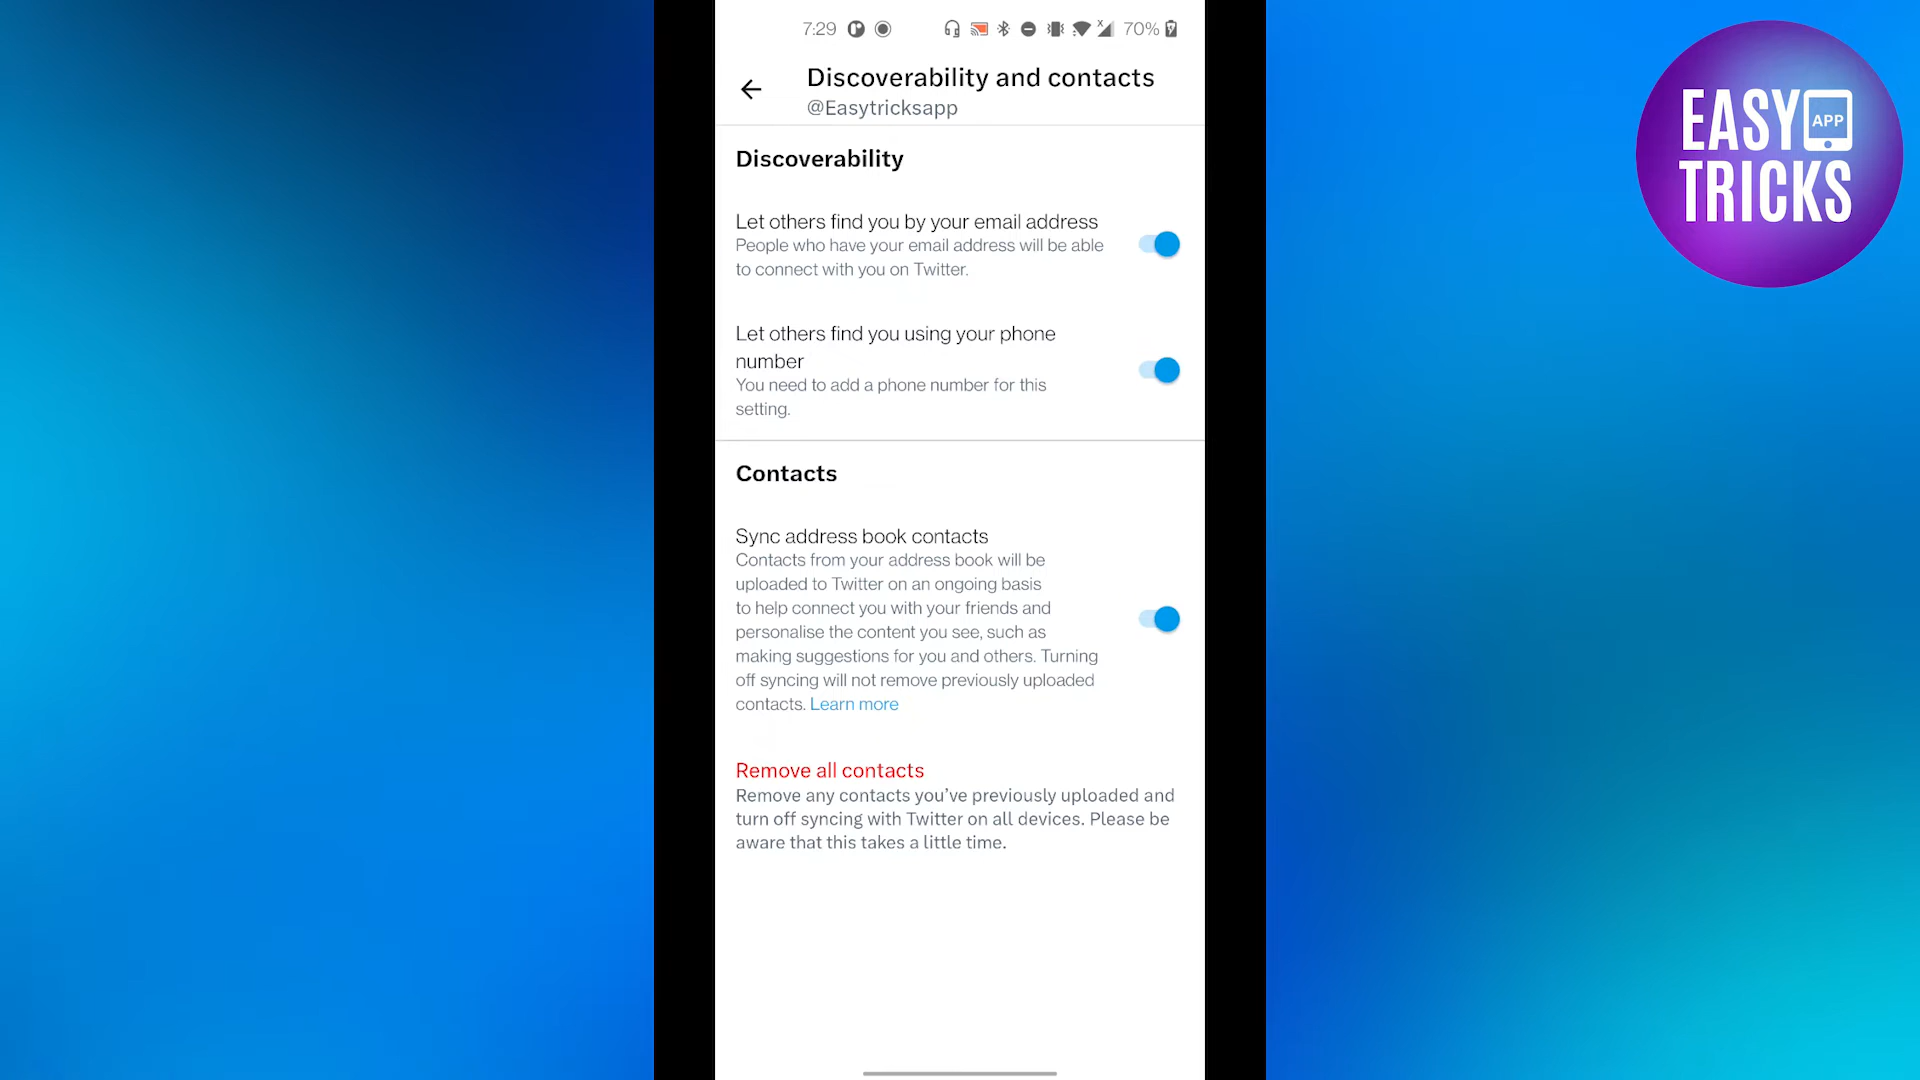 7:29
70%
Discoverability and contacts
@Easytricksapp
Discoverability
Let others find you by your email address
People who have your email address will be able
to connect with you on Twitter.
Let others find you using your phone
number
You need to add a phone number for this
setting.
Contacts
Sync address book contacts
Contacts from your address book will be
uploaded to Twitter on an ongoing basis
to help connect you with your friends and
personalise the content you see, such as
making suggestions for you and others. Turning
off syncing will not remove previously uploaded
contacts. Learn more
Remove all contacts
Remove any contacts you’ve previously uploaded and
turn off syncing with Twitter on all devices. Please be
aware that this takes a little time.
EASY APP
TRICKS